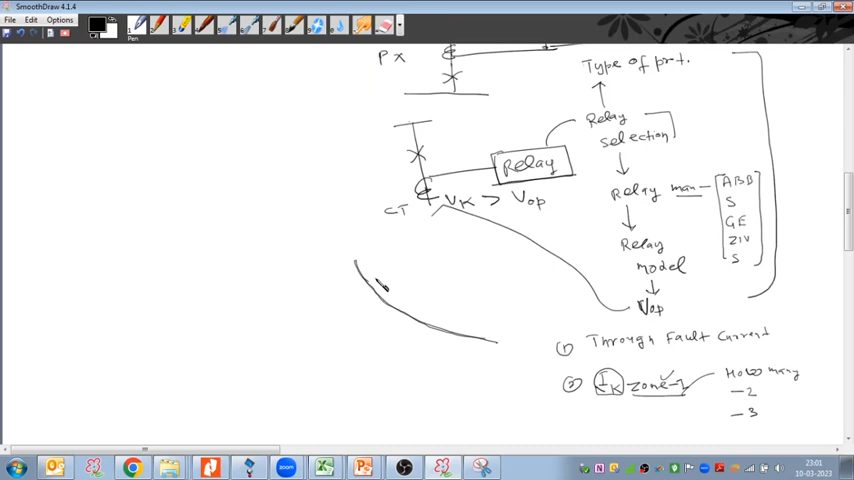 SmoothDraw 4.1.4
File Edit Options
PX
Type of prt.
Relay
selection
Relay
CT
VK > Vop
Relay man
ABB
S
GE
ZIV
S
Relay
model
Vop
(1) Through Fault Current
(2) IK Zone-1
How many
-2
-3
23:01
10-03-2023